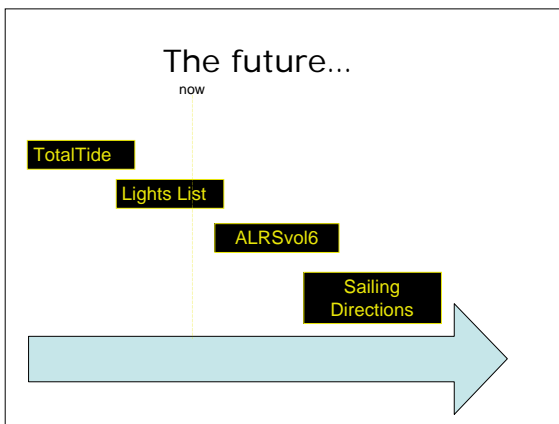 The future...
now
TotalTide
Lights List
ALRSvol6
Sailing
Directions